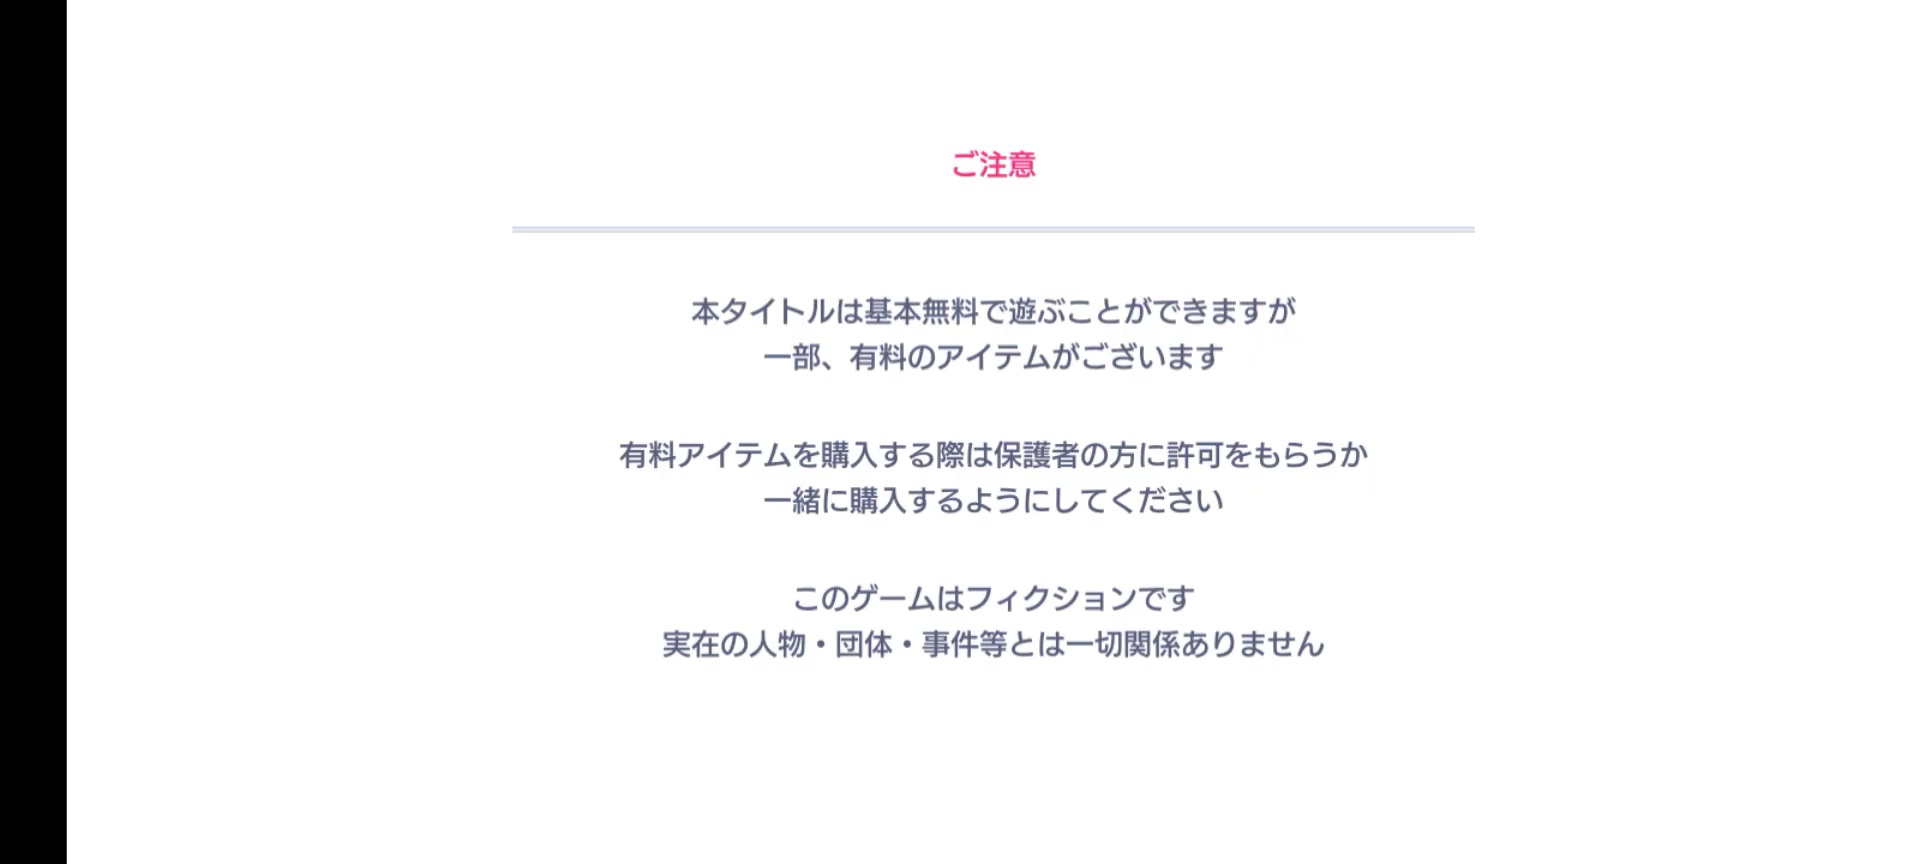 ご注意
本タイトルは基本無料で遊ぶことができますが
一部、有料のアイテムがございます
有料アイテムを購入する際は保護者の方に許可をもらうか
一緒に購入するようにしてください
このゲームはフィクションです
実在の人物・団体・事件等とは一切関係ありません